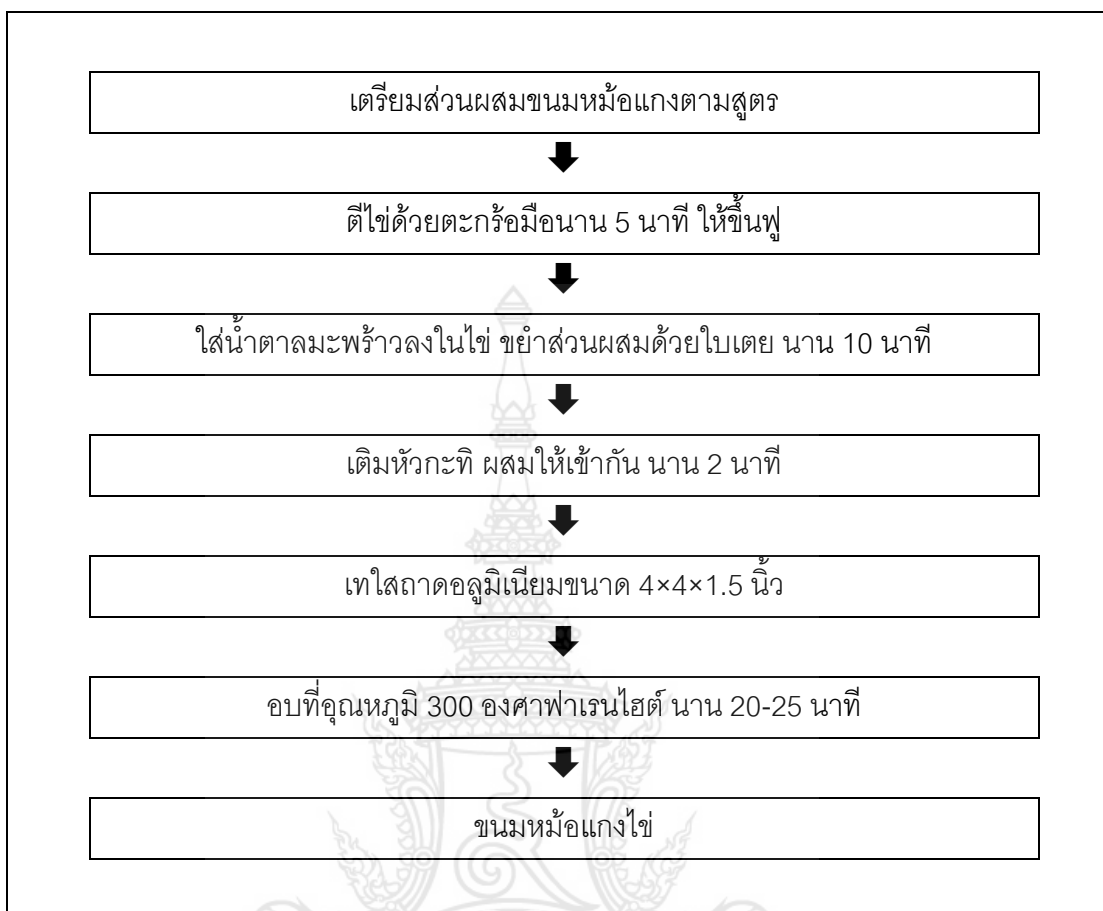 เตรียมส่วนผสมขนมหม้อแกงตามสูตร
ตีไข่ด้วยตะกร้อมือนาน 5 นาที ให้ขึ้นฟู
ใส่น้ำตาลมะพร้าวลงในไข่ ขยำส่วนผสมด้วยใบเตย นาน 10 นาที
เติมหัวกะทิ ผสมให้เข้ากัน นาน 2 นาที
เทใสถาดอลูมิเนียมขนาด 4×4×1.5 นิ้ว
อบที่อุณหภูมิ 300 องศาฟาเรนไฮต์ นาน 20-25 นาที
ขนมหม้อแกงไข่